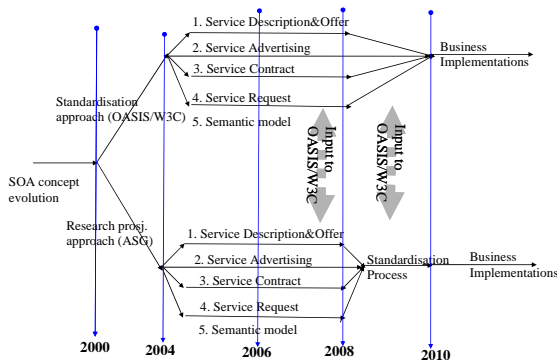 1. Service Description&Offer
2. Service Advertising
3. Service Contract
4. Service Request
5. Semantic model
Business
Implementations
Standardisation
approach (OASIS/W3C)
Input to
OASIS/W3C
Input to
OASIS/W3C
SOA concept
evolution
Research prosj.
approach (ASG)
1. Service Description&Offer
2. Service Advertising
3. Service Contract
4. Service Request
5. Semantic model
Standardisation
Process
Business
Implementations
2000
2004
2006
2008
2010